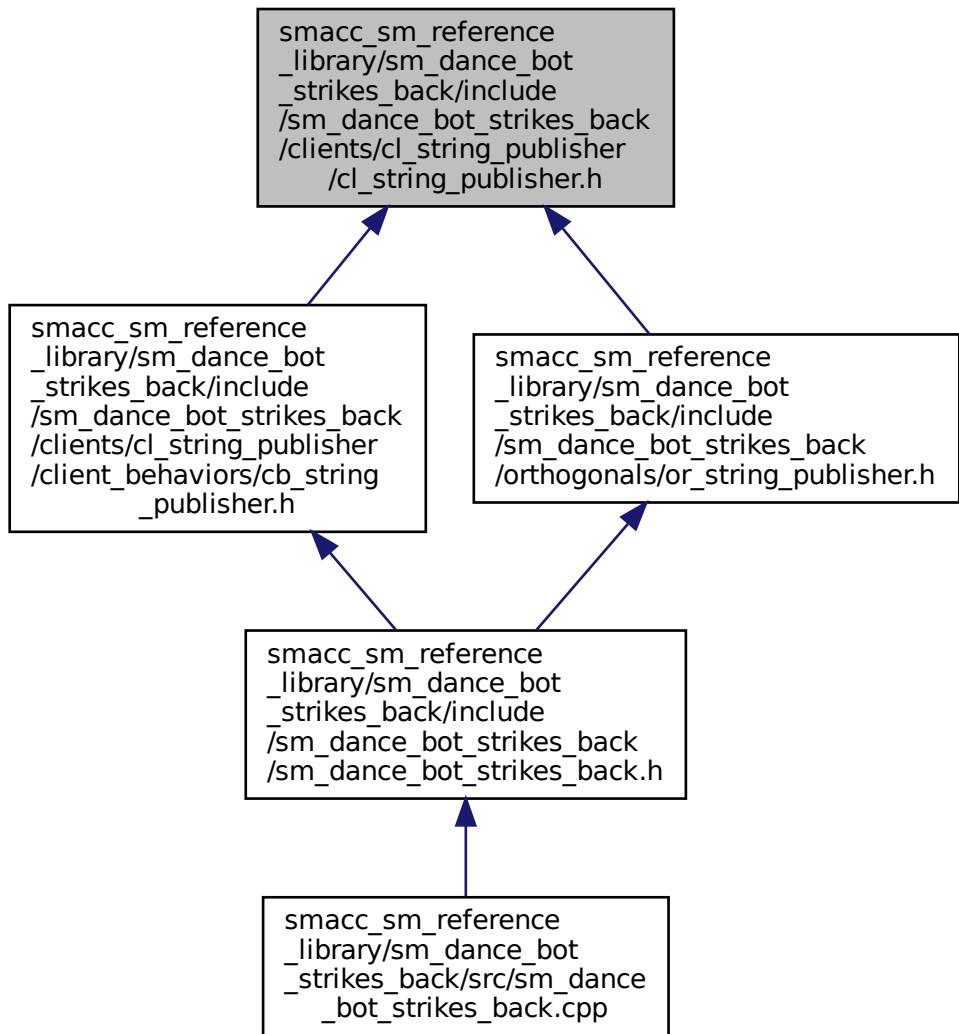 smacc_sm_reference
_library/sm_dance_bot
_strikes_back/include
/sm_dance_bot_strikes_back
/clients/cl_string_publisher
/cl_string_publisher.h
smacc_sm_reference
_library/sm_dance_bot
_strikes_back/include
/sm_dance_bot_strikes_back
/clients/cl_string_publisher
/client_behaviors/cb_string
_publisher.h
smacc_sm_reference
_library/sm_dance_bot
_strikes_back/include
/sm_dance_bot_strikes_back
/orthogonals/or_string_publisher.h
smacc_sm_reference
_library/sm_dance_bot
_strikes_back/include
/sm_dance_bot_strikes_back
/sm_dance_bot_strikes_back.h
smacc_sm_reference
_library/sm_dance_bot
_strikes_back/src/sm_dance
_bot_strikes_back.cpp